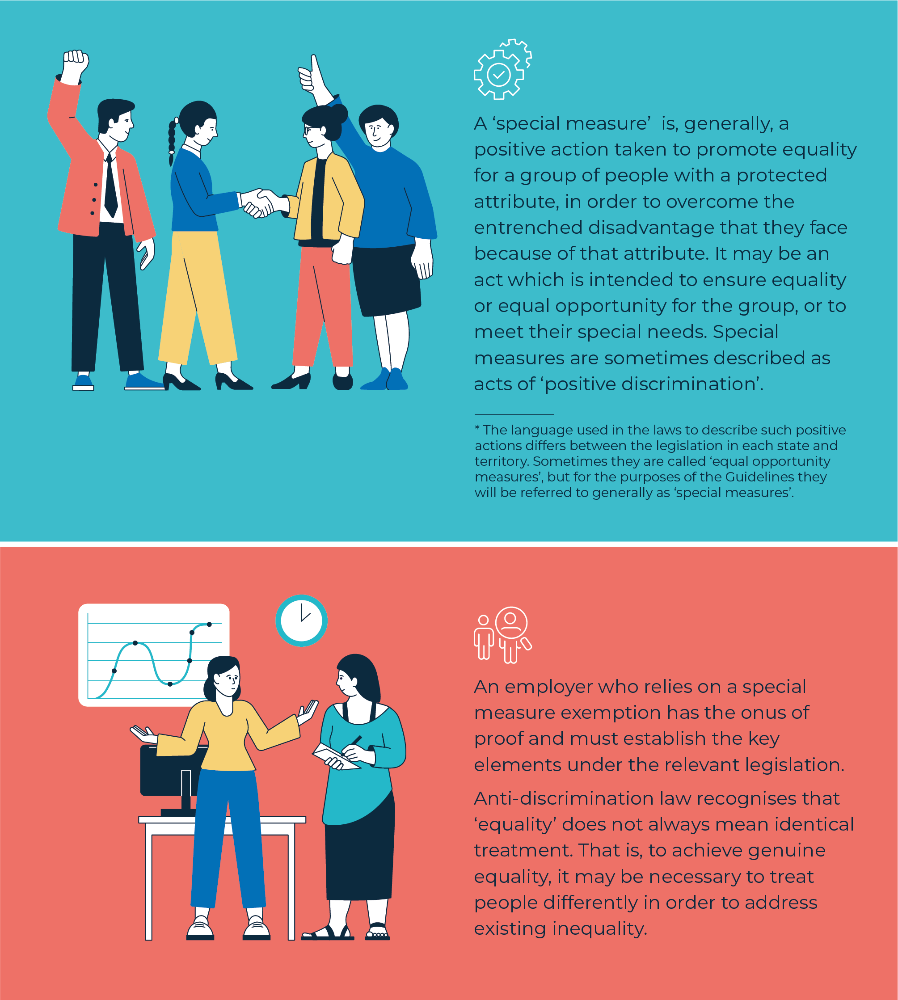 A ‘special measure’  is, generally, a
positive action taken to promote equality
for a group of people with a protected
attribute, in order to overcome the
entrenched disadvantage that they face
because of that attribute. It may be an
act which is intended to ensure equality
or equal opportunity for the group, or to
meet their special needs. Special
measures are sometimes described as
acts of ‘positive discrimination’.
* The language used in the laws to describe such positive
actions differs between the legislation in each state and
territory. Sometimes they are called ‘equal opportunity
measures’, but for the purposes of the Guidelines they
will be referred to generally as ‘special measures’.
An employer who relies on a special
measure exemption has the onus of
proof and must establish the key
elements under the relevant legislation.
Anti-discrimination law recognises that
‘equality’ does not always mean identical
treatment. That is, to achieve genuine
equality, it may be necessary to treat
people differently in order to address
existing inequality.